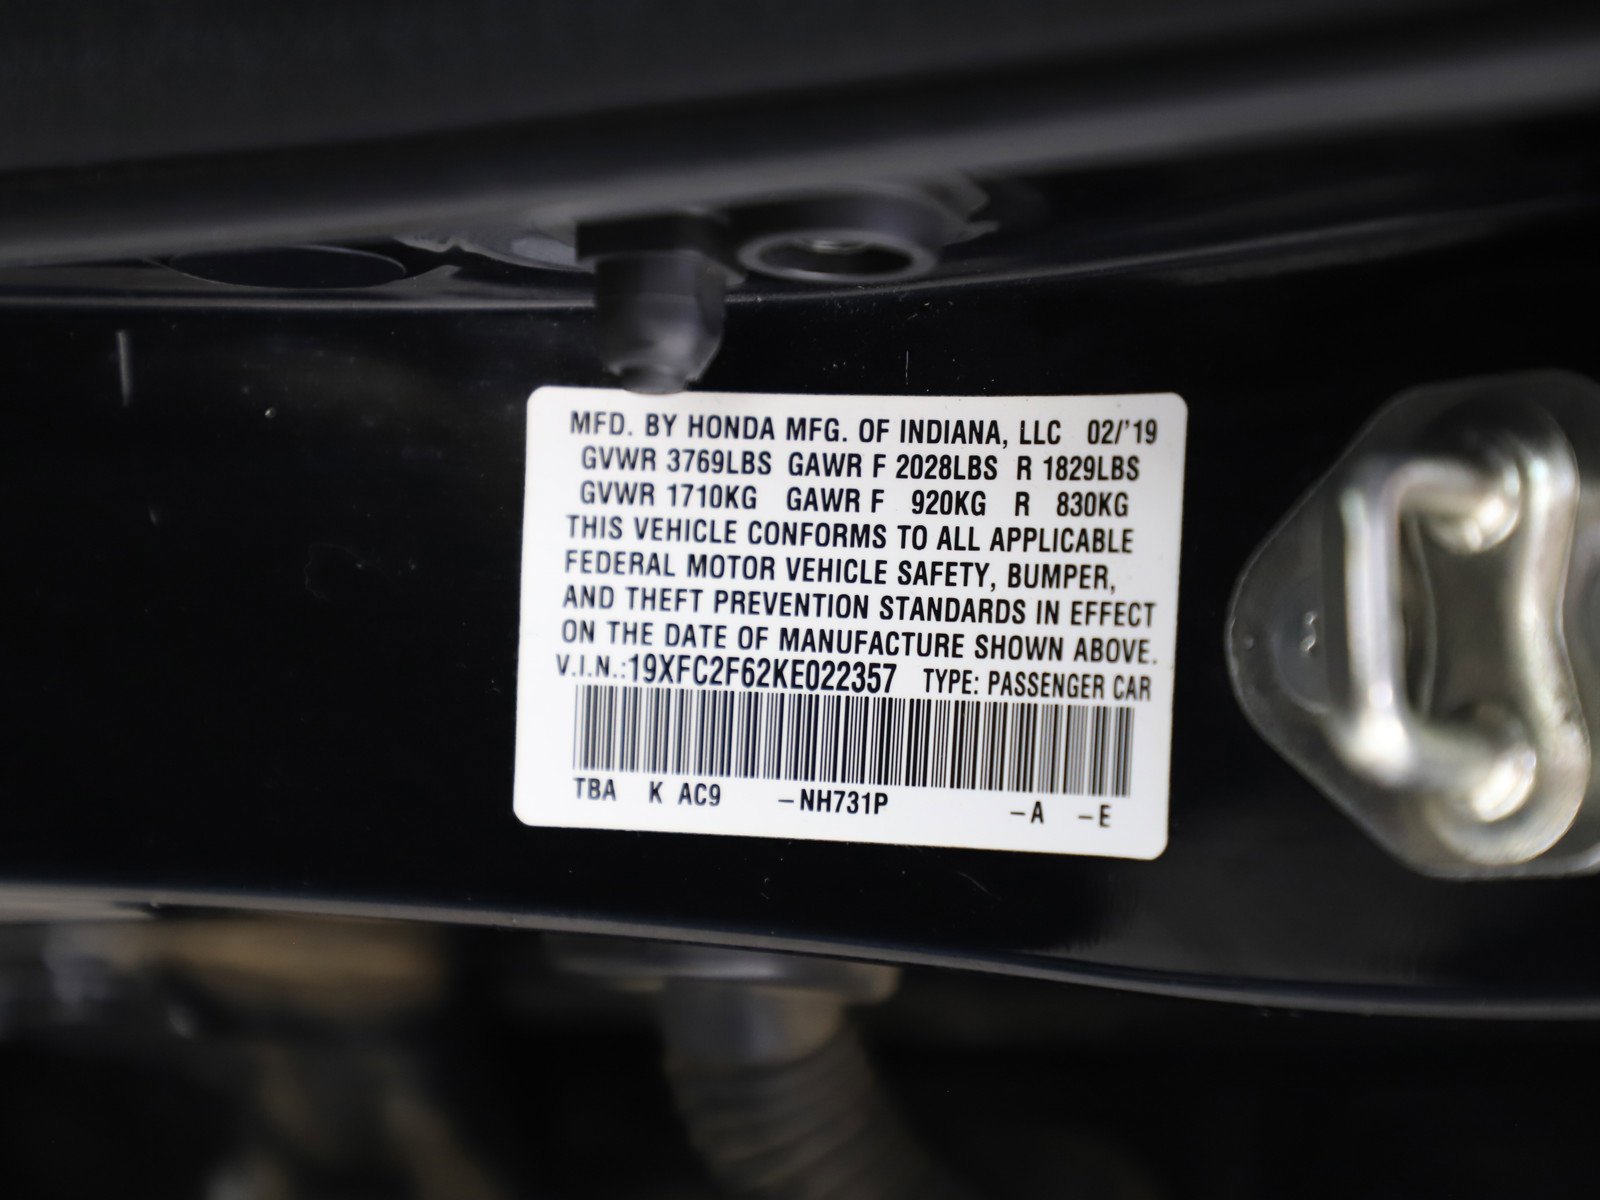 MFD. BY HONDA MFG. OF INDIANA, LLC 02/'19
GVWR 3769LBS GAWR F 2028LBS R 1829LBS
GVWR 1710KG GAWR F 920KG R 830KG
THIS VEHICLE CONFORMS TO ALL APPLICABLE
FEDERAL MOTOR VEHICLE SAFETY, BUMPER,
AND THEFT PREVENTION STANDARDS IN EFFECT
ON THE DATE OF MANUFACTURE SHOWN ABOVE.
V.I.N.:19XFC2F62KE022357 TYPE: PASSENGER CAR
TBA K AC9 -NH731P -A -E